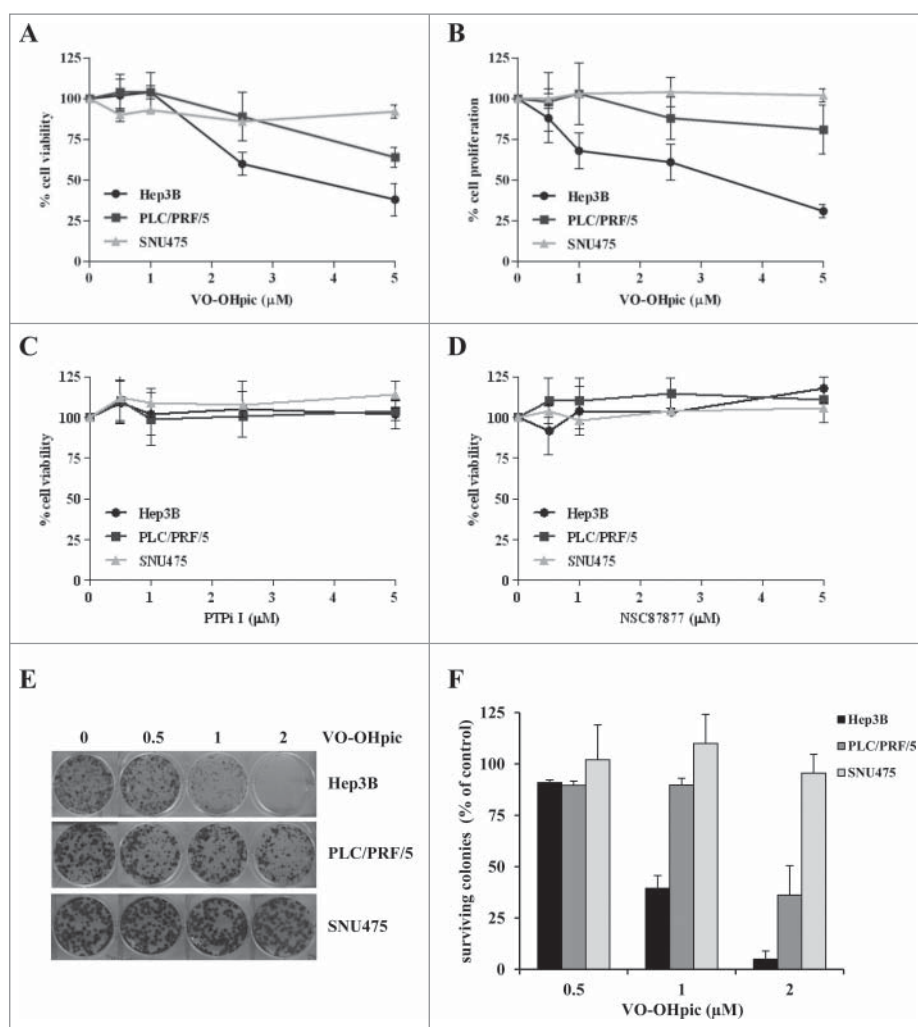 A
% cell viability
125
100
75
50
25
0
Hep3B
PLC/PRF/5
SNU475
0 1 2 3 4 5
VO-OHpic (μM)
B
% cell proliferation
125
100
75
50
25
0
Hep3B
PLC/PRF/5
SNU475
0 1 2 3 4 5
VO-OHpic (μM)
C
% cell viability
125
100
75
50
25
0
Hep3B
PLC/PRF/5
SNU475
0 1 2 3 4 5
PTPi I (μM)
D
% cell viability
125
100
75
50
25
0
Hep3B
PLC/PRF/5
SNU475
0 1 2 3 4 5
NSC87877 (μM)
E
0 0.5 1 2 VO-OHpic
Hep3B
PLC/PRF/5
SNU475
F
surviving colonies (% of control)
125
100
75
50
25
0
Hep3B
PLC/PRF/5
SNU475
0.5 1 2
VO-OHpic (μM)